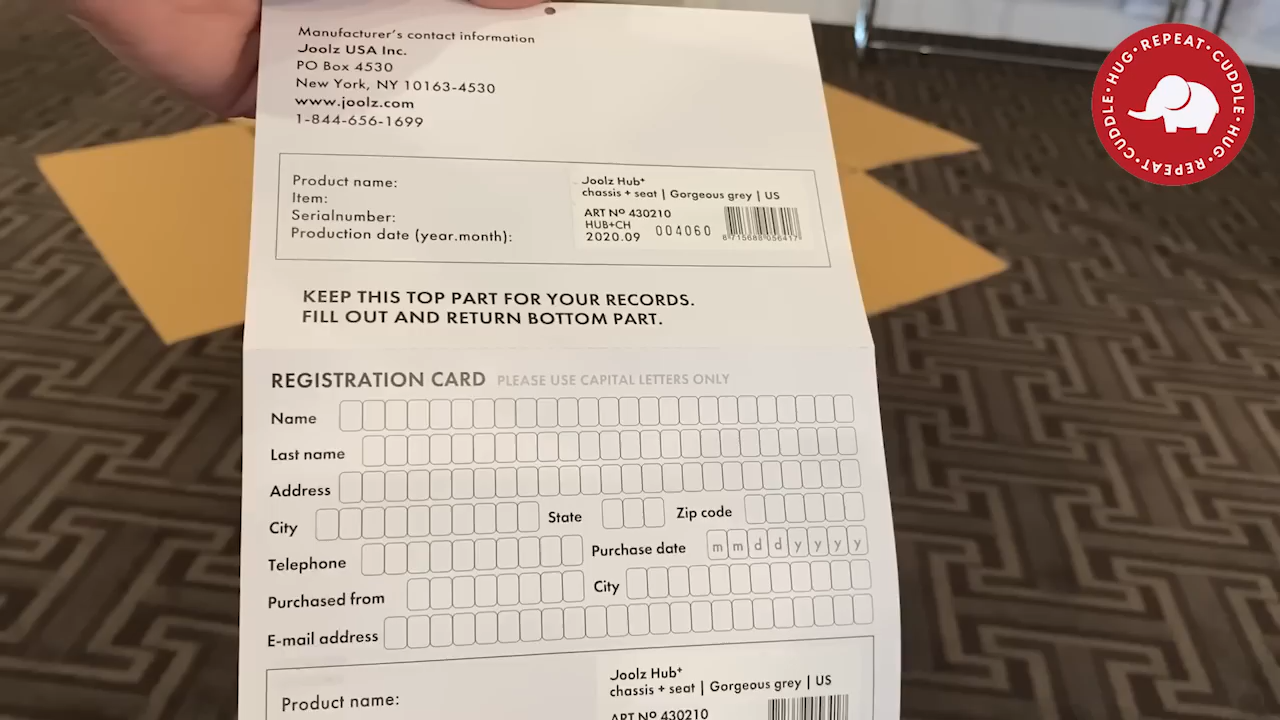 Manufacturer's contact information
Joolz USA Inc.
PO Box 4530
New York, NY 10163-4530
www.joolz.com
1-844-656-1699
Product name:
Item:
Serialnumber:
Production date (year.month):
Joolz Hub+
chassis + seat | Gorgeous grey | US
ART Nº 430210
HUB+CH
2020.09
004060
8 715688 056417
KEEP THIS TOP PART FOR YOUR RECORDS.
FILL OUT AND RETURN BOTTOM PART.
REGISTRATION CARD PLEASE USE CAPITAL LETTERS ONLY
Name
Last name
Address
City State Zip code
Telephone Purchase date m m d d y y y y
Purchased from City
E-mail address
Product name:
Joolz Hub+
chassis + seat | Gorgeous grey | US
ART Nº 430210
CUDDLE • HUG • REPEAT • CUDDLE • HUG • REPEAT •